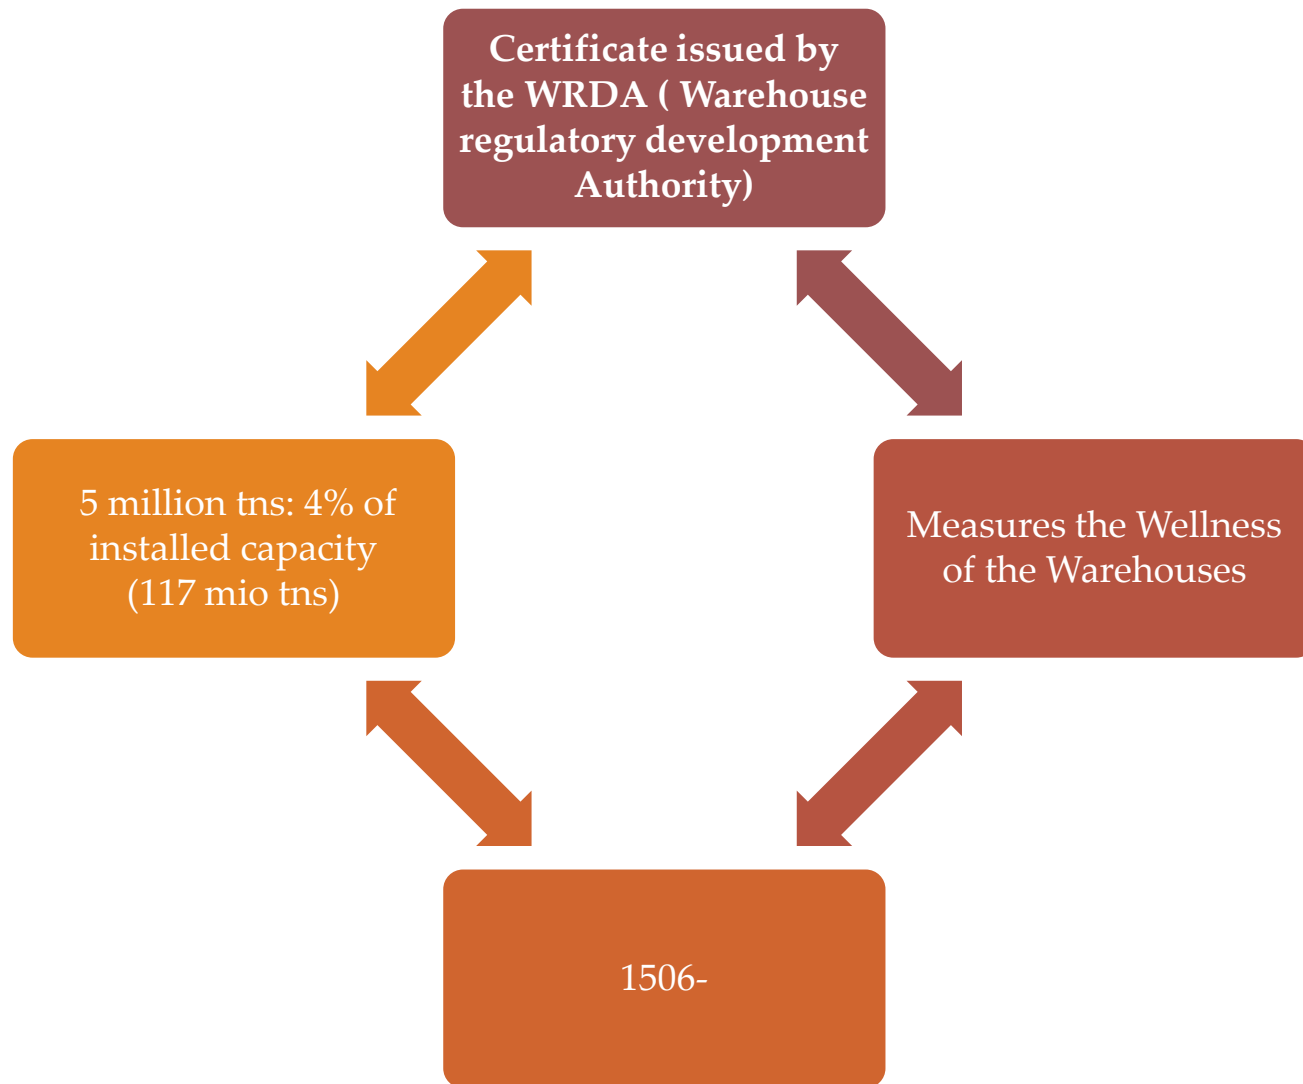 Certificate issued by
the WRDA ( Warehouse
regulatory development
Authority)
5 million tns: 4% of
installed capacity
(117 mio tns)
Measures the Wellness
of the Warehouses
1506-